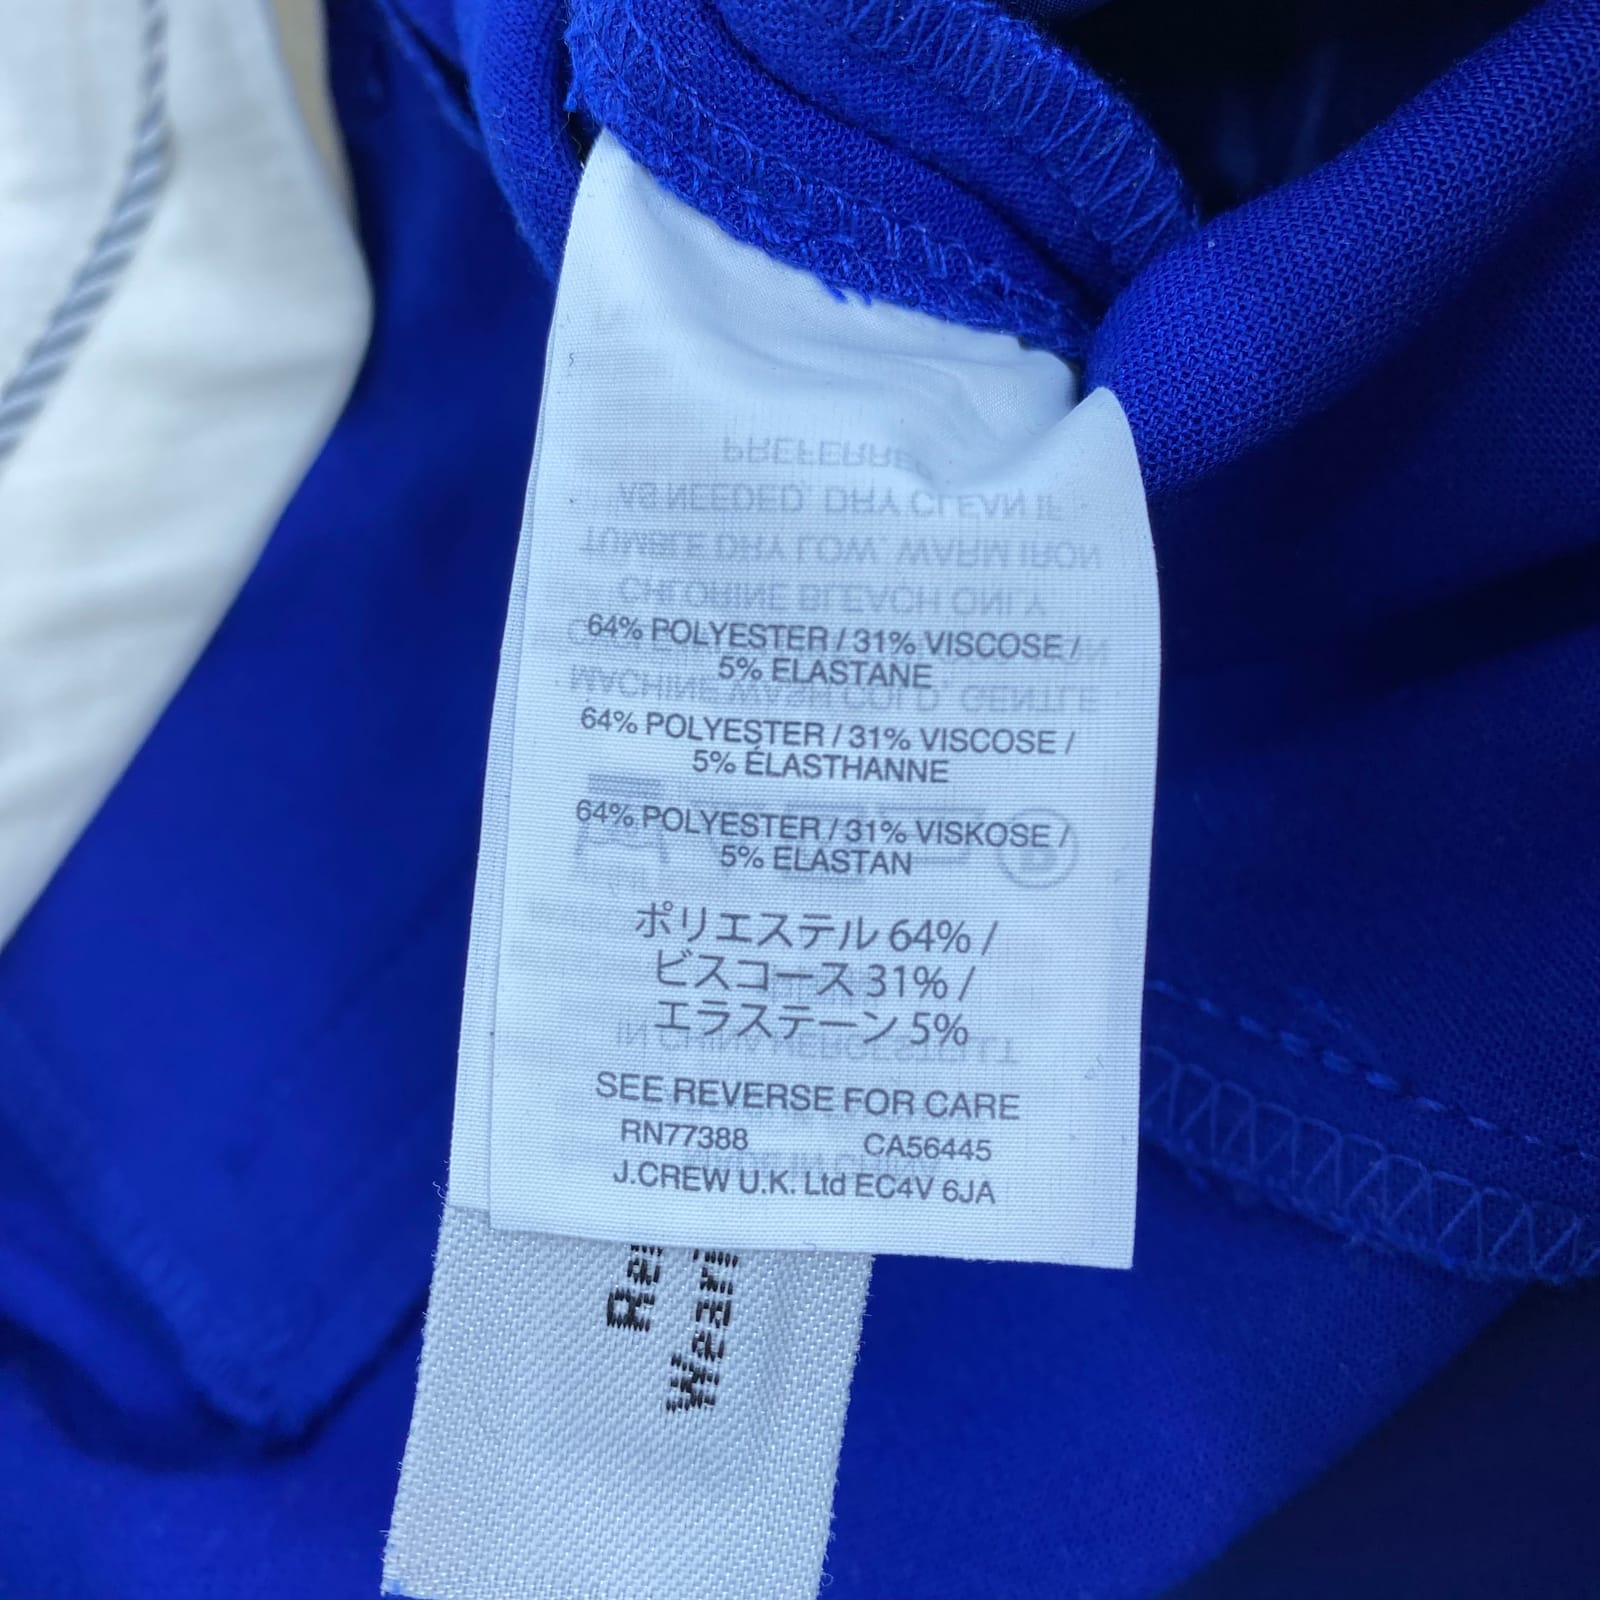 64% POLYESTER / 31% VISCOSE /
5% ELASTANE
64% POLYESTER / 31% VISCOSE /
5% ÉLASTHANNE
64% POLYESTER / 31% VISKOSE /
5% ELASTAN
ポリエステル 64% /
ビスコース 31% /
エラステーン 5%
SEE REVERSE FOR CARE
RN77388 CA56445
J.CREW U.K. Ltd EC4V 6JA